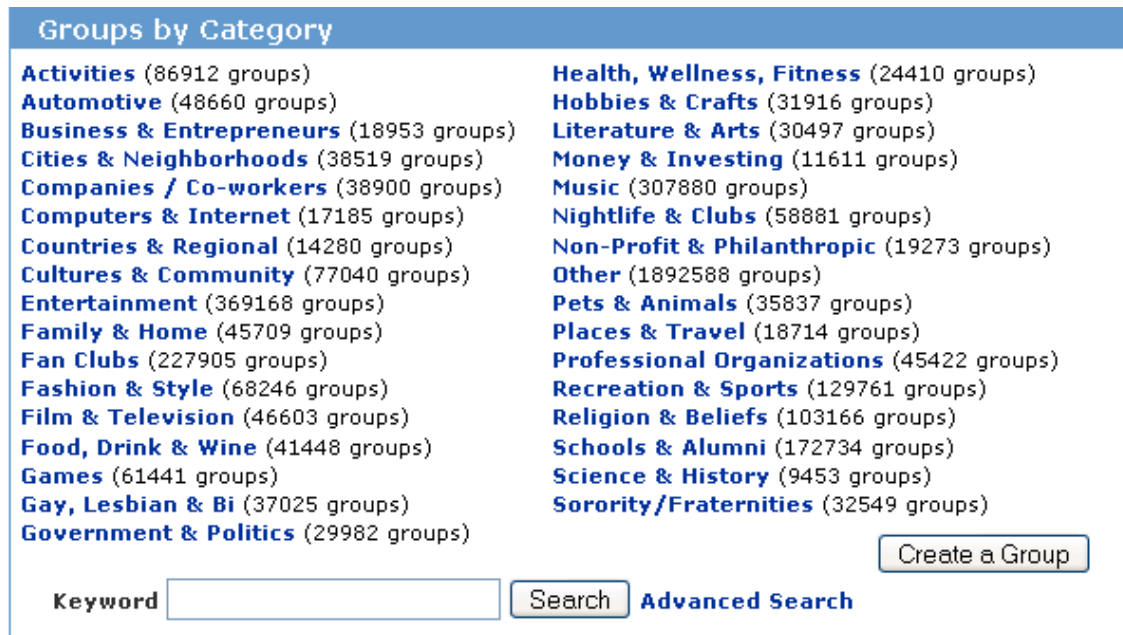 Groups by Category
Activities (86912 groups)
Automotive (48660 groups)
Business & Entrepreneurs (18953 groups)
Cities & Neighborhoods (38519 groups)
Companies / Co-workers (38900 groups)
Computers & Internet (17185 groups)
Countries & Regional (14280 groups)
Cultures & Community (77040 groups)
Entertainment (369168 groups)
Family & Home (45709 groups)
Fan Clubs (227905 groups)
Fashion & Style (68246 groups)
Film & Television (46603 groups)
Food, Drink & Wine (41448 groups)
Games (61441 groups)
Gay, Lesbian & Bi (37025 groups)
Government & Politics (29982 groups)
Health, Wellness, Fitness (24410 groups)
Hobbies & Crafts (31916 groups)
Literature & Arts (30497 groups)
Money & Investing (11611 groups)
Music (307880 groups)
Nightlife & Clubs (58881 groups)
Non-Profit & Philanthropic (19273 groups)
Other (1892588 groups)
Pets & Animals (35837 groups)
Places & Travel (18714 groups)
Professional Organizations (45422 groups)
Recreation & Sports (129761 groups)
Religion & Beliefs (103166 groups)
Schools & Alumni (172734 groups)
Science & History (9453 groups)
Sorority/Fraternities (32549 groups)
Create a Group
Keyword Search Advanced Search